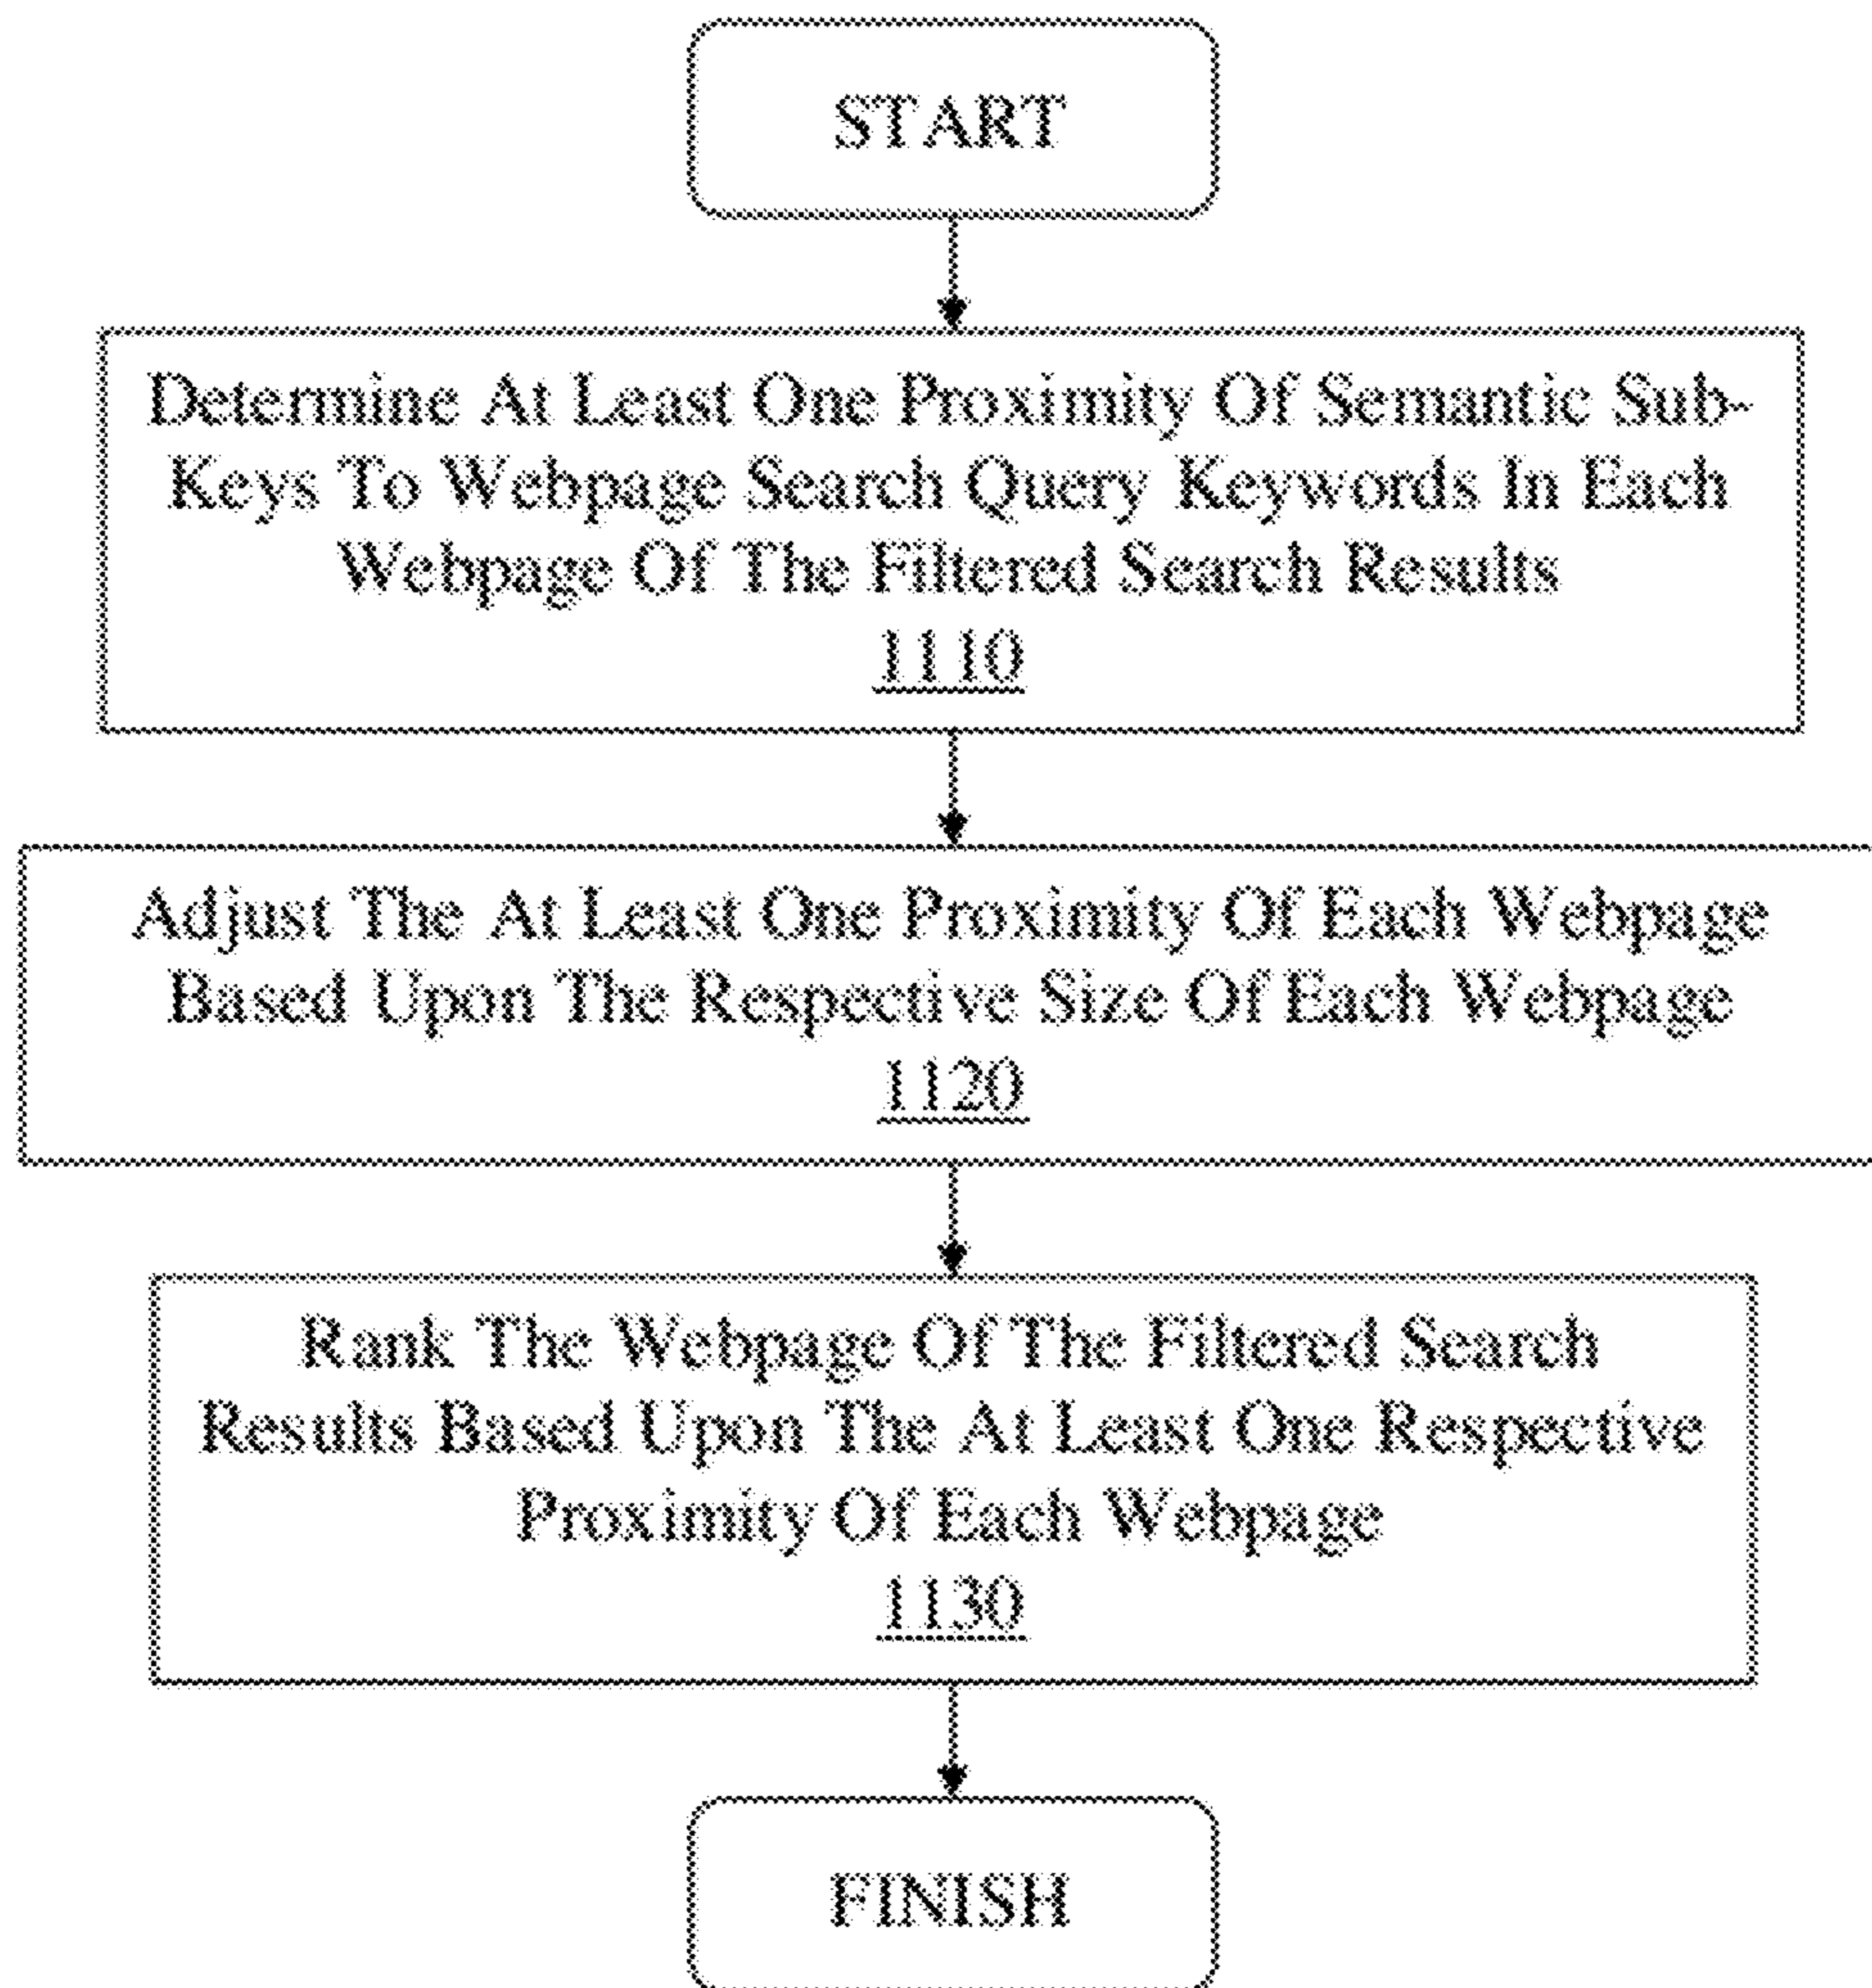 START
Determine At Least One Proximity Of Semantic Sub-
Keys To Webpage Search Query Keywords In Each
Webpage Of The Filtered Search Results
1110
Adjust The At Least One Proximity Of Each Webpage
Based Upon The Respective Size Of Each Webpage
1120
Rank The Webpage Of The Filtered Search
Results Based Upon The At Least One Respective
Proximity Of Each Webpage
1130
FINISH